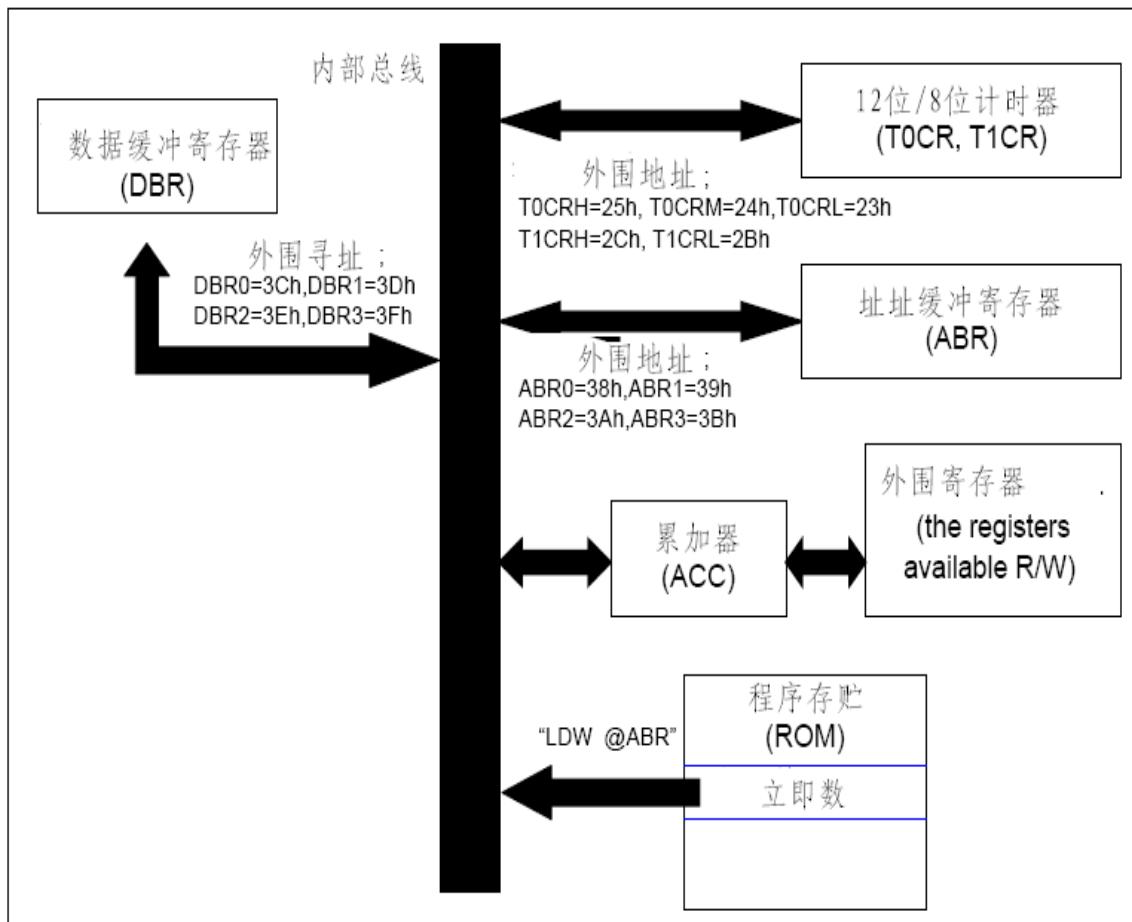 内部总线
数据缓冲寄存器
(DBR)
12位/8位计时器
(T0CR, T1CR)
外围地址；
T0CRH=25h, T0CRM=24h,T0CRL=23h
T1CRH=2Ch, T1CRL=2Bh
外围寻址；
DBR0=3Ch,DBR1=3Dh
DBR2=3Eh,DBR3=3Fh
址址缓冲寄存器
(ABR)
外围地址；
ABR0=38h,ABR1=39h
ABR2=3Ah,ABR3=3Bh
累加器
(ACC)
外围寄存器
(the registers
available R/W)
程序存贮
(ROM)
“LDW @ABR”
立即数